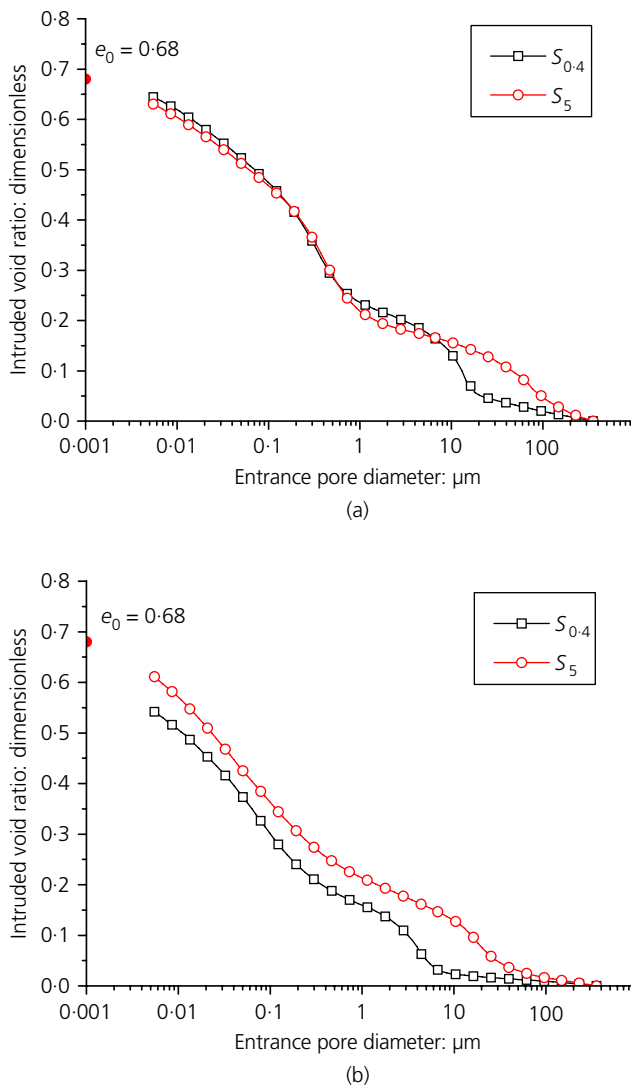 0·8
0·7
0·6
0·5
0·4
0·3
0·2
0·1
0·0
Intruded void ratio: dimensionless
e0 = 0·68
S0·4
S5
0·001
0·01
0·1
1
10
100
Entrance pore diameter: μm
(a)
0·8
0·7
0·6
0·5
0·4
0·3
0·2
0·1
0·0
Intruded void ratio: dimensionless
e0 = 0·68
S0·4
S5
0·001
0·01
0·1
1
10
100
Entrance pore diameter: μm
(b)